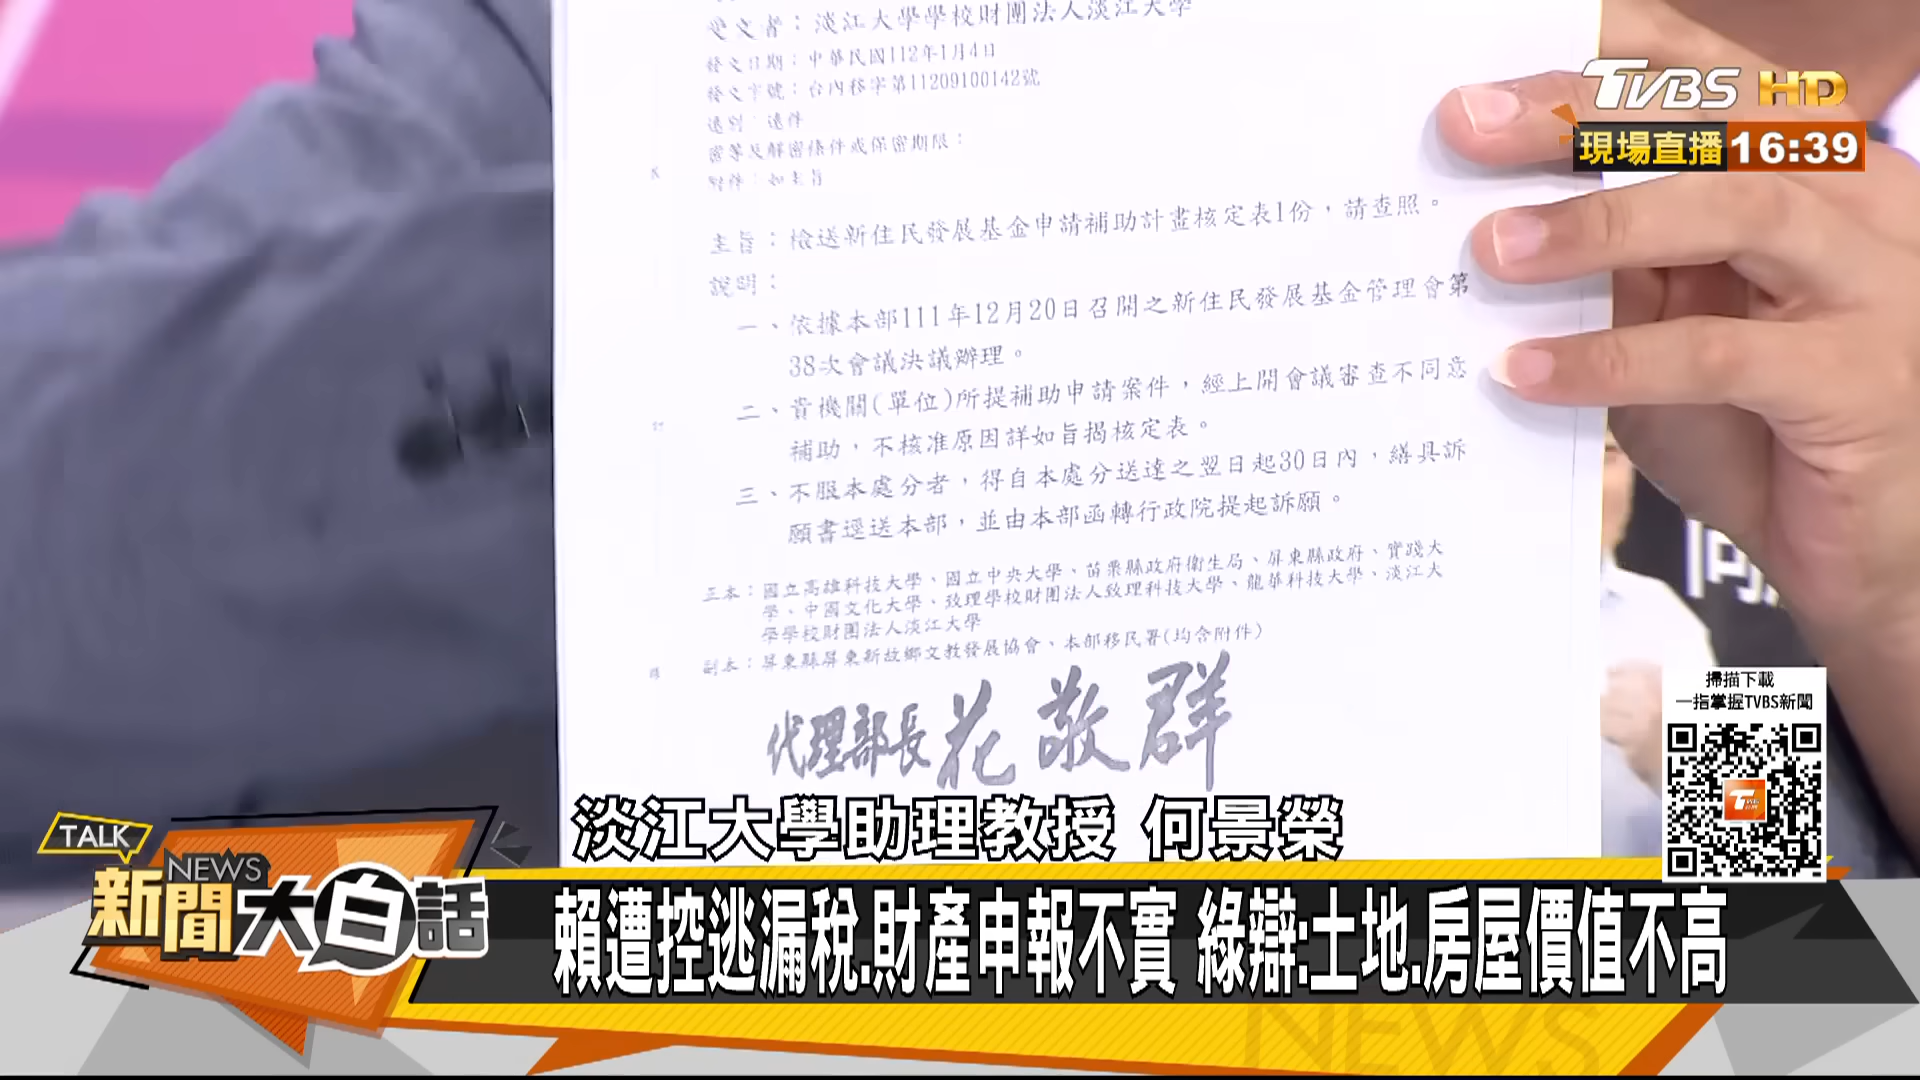 受文者：淡江大學學校財團法人淡江大學
發文日期：中華民國112年1月4日
發文字號：台內移字第11209100142號
速別：速件
密等及解密條件或保密期限：
附件：如主旨
主旨：檢送新住民發展基金申請補助計畫核定表1份，請查照。
說明：
一、依據本部111年12月20日召開之新住民發展基金管理會第
38次會議決議辦理。
二、貴機關(單位)所提補助申請案件，經上開會議審查不同意
補助，不核准原因詳如旨揭核定表。
三、不服本處分者，得自本處分送達之翌日起30日內，繕具訴
願書逕送本部，並由本部函轉行政院提起訴願。
正本：國立高雄科技大學、國立中央大學、苗栗縣政府衛生局、屏東縣政府、實踐大
學、中國文化大學、致理學校財團法人致理科技大學、龍華科技大學、淡江大
學學校財團法人淡江大學
副本：屏東縣屏東新故鄉文教發展協會、本部移民署(均含附件)
代理部長 花敬群
TVBS HD
現場直播 16:39
掃描下載
一指掌握TVBS新聞
TVBS
淡江大學助理教授 何景榮
TALK
NEWS
新聞大白話
賴遭控逃漏稅.財產申報不實 綠辯:土地.房屋價值不高
NEWS